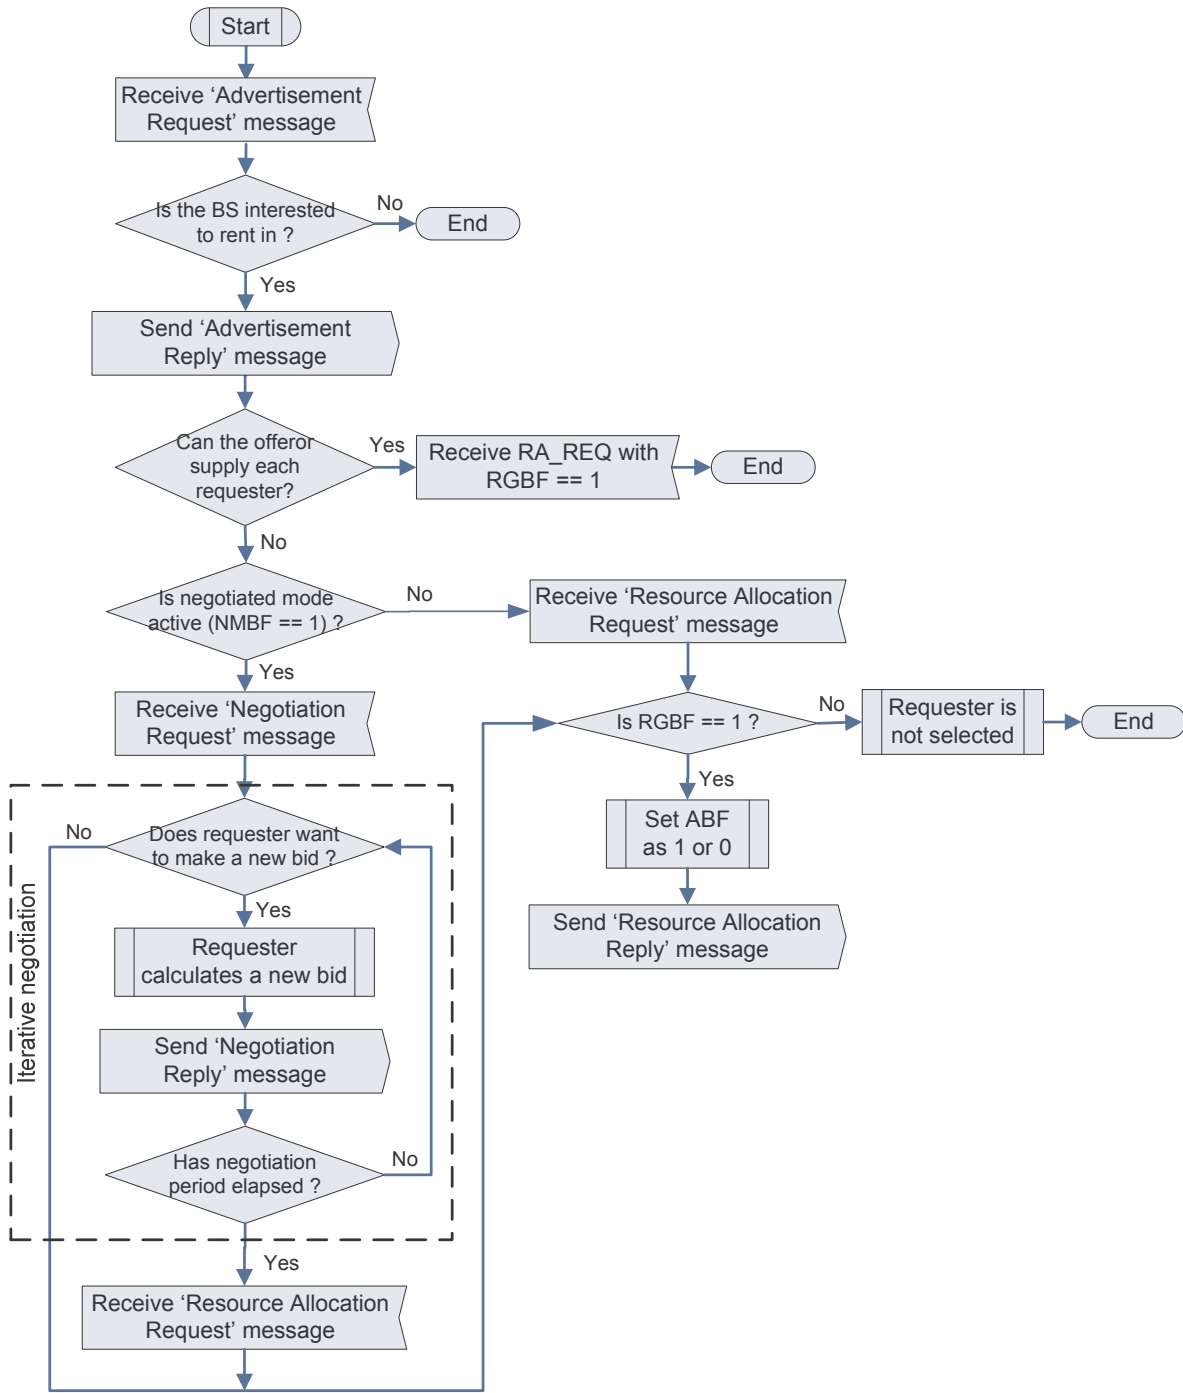 Start
Receive ‘Advertisement
Request’ message
Is the BS interested
to rent in ?
No
End
Yes
Send ‘Advertisement
Reply’ message
Can the offeror
supply each
requester?
Yes
Receive RA_REQ with
RGBF == 1
End
No
Is negotiated mode
active (NMBF == 1) ?
No
Receive ‘Resource Allocation
Request’ message
Yes
Receive ‘Negotiation
Request’ message
Is RGBF == 1 ?
No
Requester is
not selected
End
Yes
Set ABF
as 1 or 0
Send ‘Resource Allocation
Reply’ message
Iterative negotiation
No
Does requester want
to make a new bid ?
Yes
Requester
calculates a new bid
Send ‘Negotiation
Reply’ message
Has negotiation
period elapsed ?
No
Yes
Receive ‘Resource Allocation
Request’ message